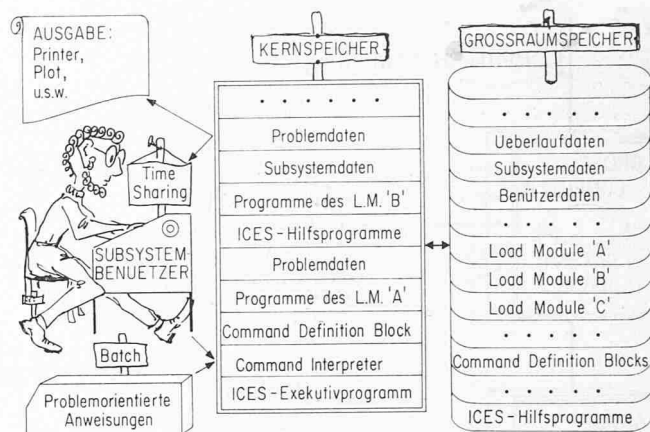 AUSGABE:
Printer,
Plot,
u.s.w.
Time
Sharing
SUBSYSTEM-
BENUETZER
Batch
Problemorientierte
Anweisungen
KERNSPEICHER
. . . . . .
Problemdaten
Subsystemdaten
Programme des L.M. 'B'
ICES-Hilfsprogramme
Problemdaten
Programme des L.M. 'A'
Command Definition Block
Command Interpreter
ICES-Exekutivprogramm
GROSSRAUMSPEICHER
. . . . .
Ueberlaufdaten
Subsystemdaten
Benützerdaten
. . . . .
Load Module 'A'
Load Module 'B'
Load Module 'C'
. . . . .
Command Definition Blocks
. . . . .
ICES-Hilfsprogramme